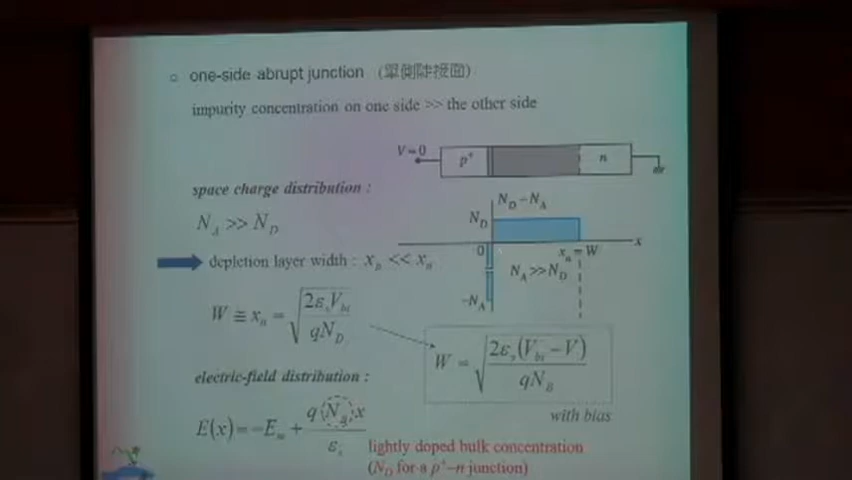 one-side abrupt junction (單側陡接面)
impurity concentration on one side >> the other side
V=0
p⁺
n
space charge distribution :
N_D − N_A
N_D
N_A >> N_D
0
x
x_n = W
depletion layer width : x_p << x_n
N_A>>N_D
−N_A
W ≅ x_n = √(2ε_s V_bi / qN_D)
W = √(2ε_s (V_bi − V) / qN_B)
electric-field distribution :
with bias
E(x) = −E_m + q N_B x / ε_s
lightly doped bulk concentration
(N_D for a p⁺–n junction)